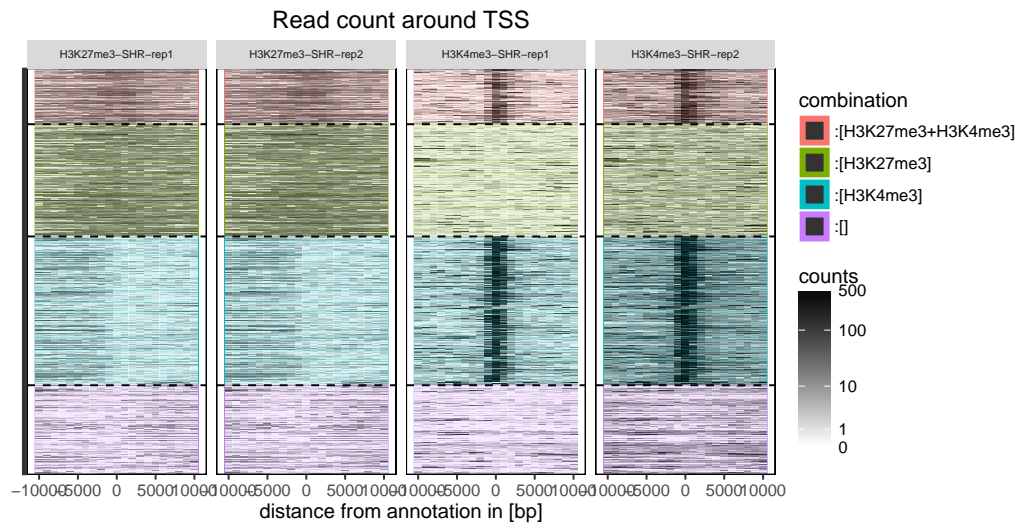 Read count around TSS
H3K27me3−SHR−rep1
H3K27me3−SHR−rep2
H3K4me3−SHR−rep1
H3K4me3−SHR−rep2
combination
:[H3K27me3+H3K4me3]
:[H3K27me3]
:[H3K4me3]
:[]
counts
500
100
10
1
0
−10000 −5000 0 5000 10000
−10000 −5000 0 5000 10000
−10000 −5000 0 5000 10000
−10000 −5000 0 5000 10000
distance from annotation in [bp]